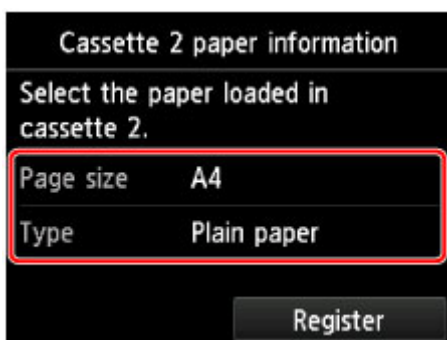 Cassette 2 paper information
Select the paper loaded in
cassette 2.
Page size A4
Type Plain paper
Register